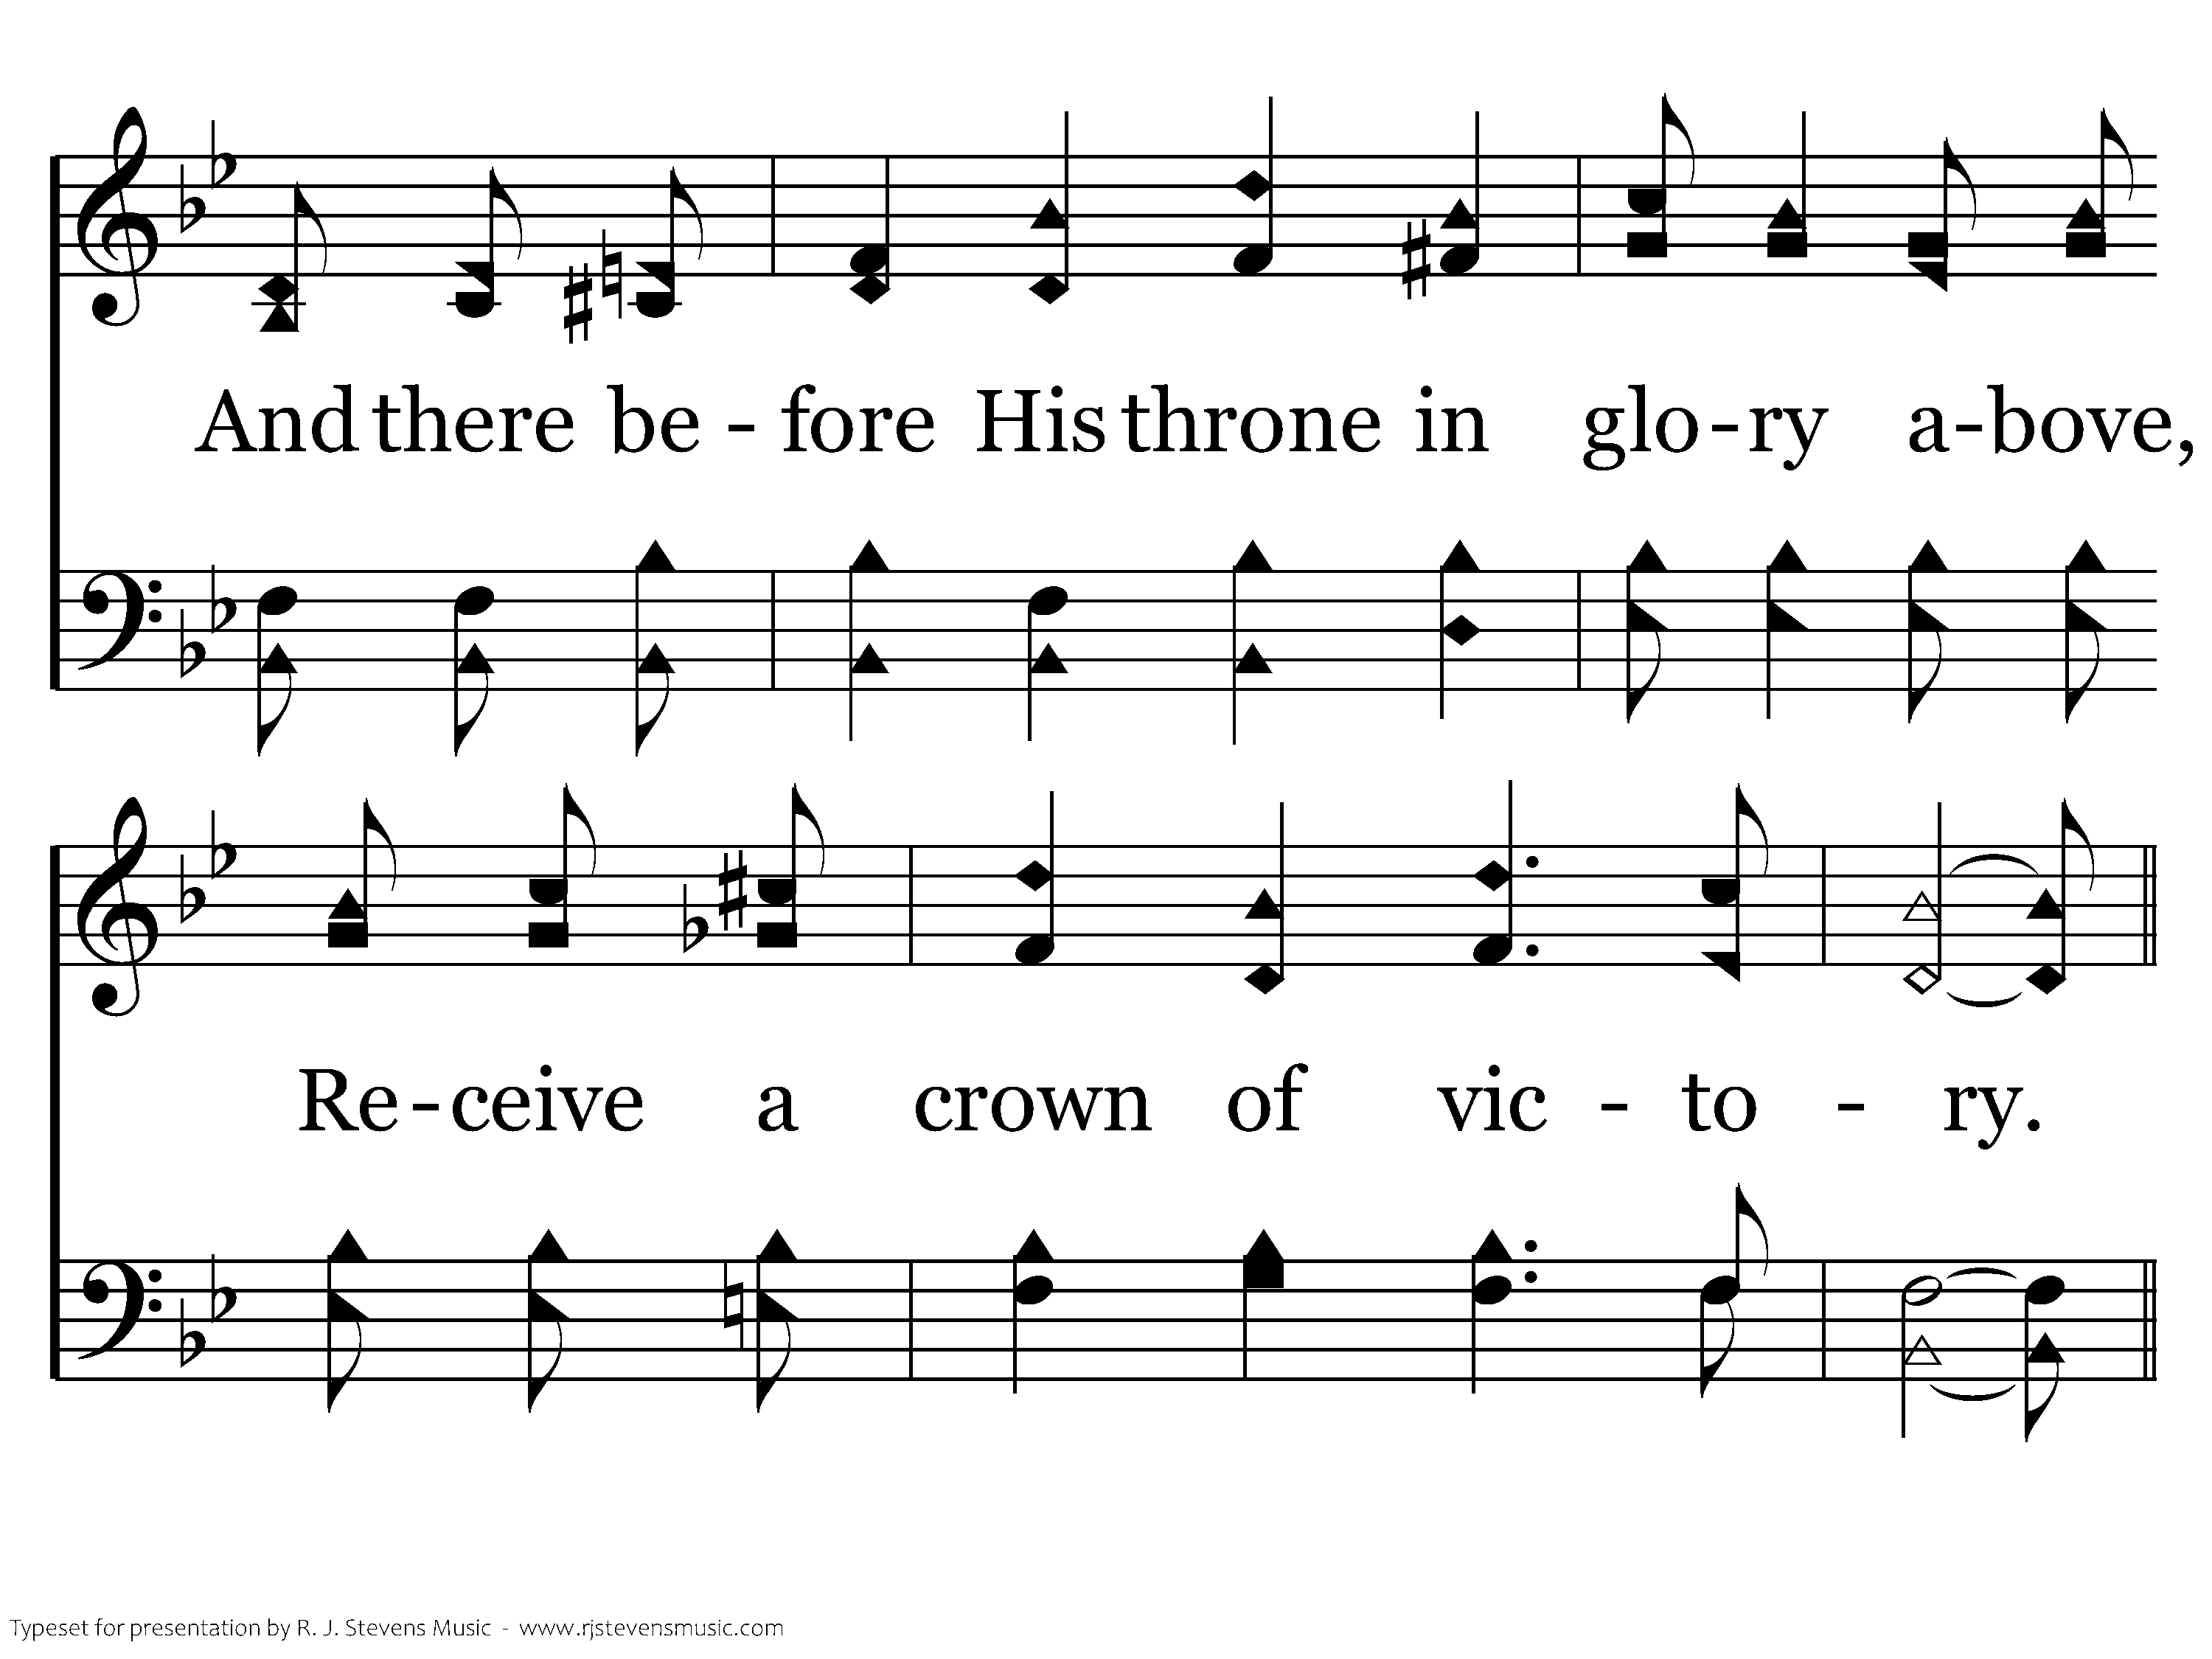 And there be - fore His throne in glo - ry a - bove,
Re - ceive a crown of vic - to - ry.
Typeset for presentation by R. J. Stevens Music - www.rjstevensmusic.com